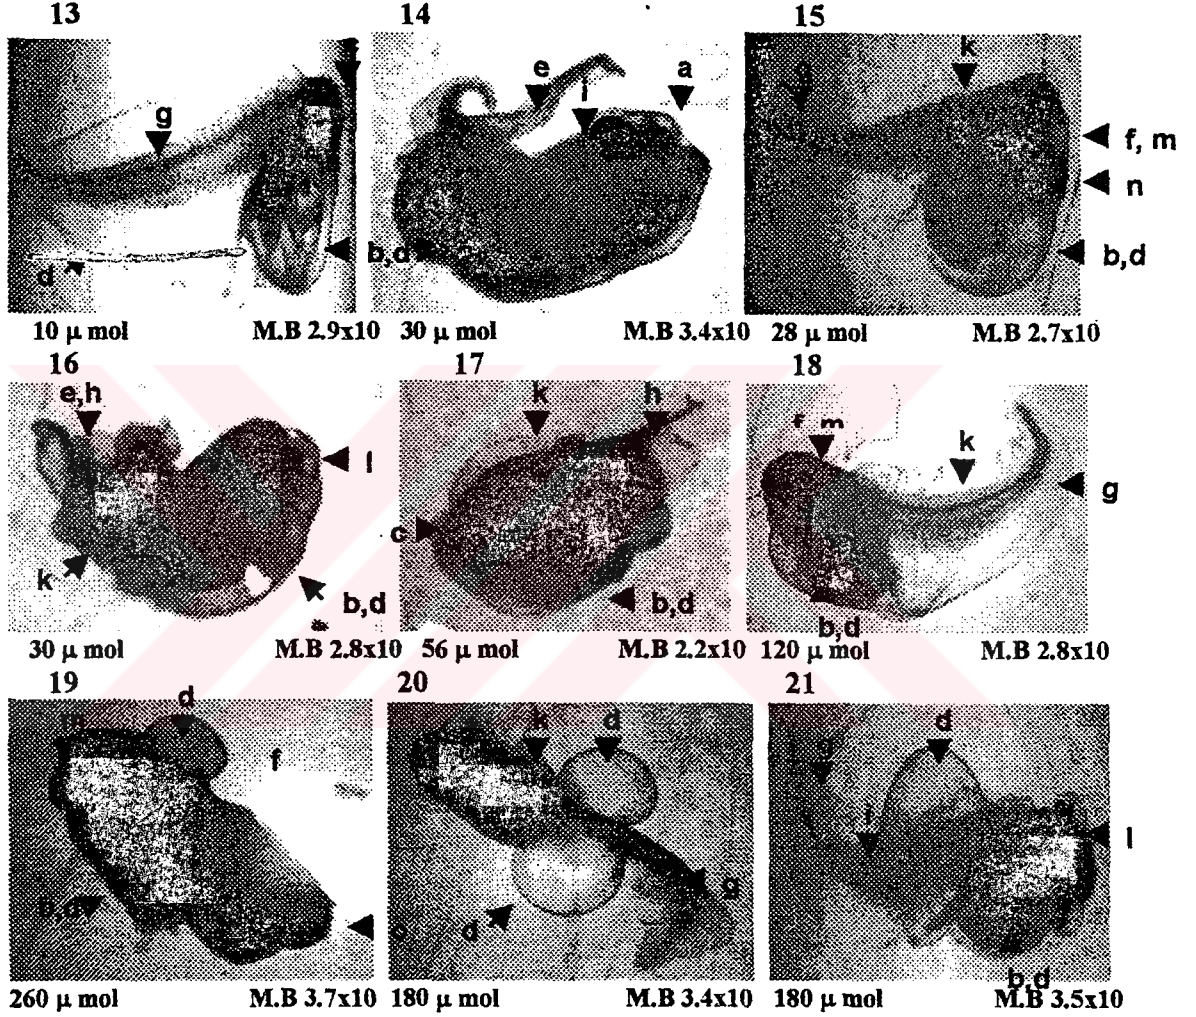 13 14 15
k
e a
g i
f, m
n
b,d b,d
d
10 μ mol M.B 2.9x10 30 μ mol M.B 3.4x10 28 μ mol M.B 2.7x10
16 17 18
e,h k h
f, m
k
l
g
c
k
b,d b,d
b,d
30 μ mol M.B 2.8x10 56 μ mol M.B 2.2x10 120 μ mol M.B 2.8x10
19 20 21
d
m k d d
g
f
l
b,d g
d
b,d
260 μ mol M.B 3.7x10 180 μ mol M.B 3.4x10 180 μ mol M.B 3.5x10